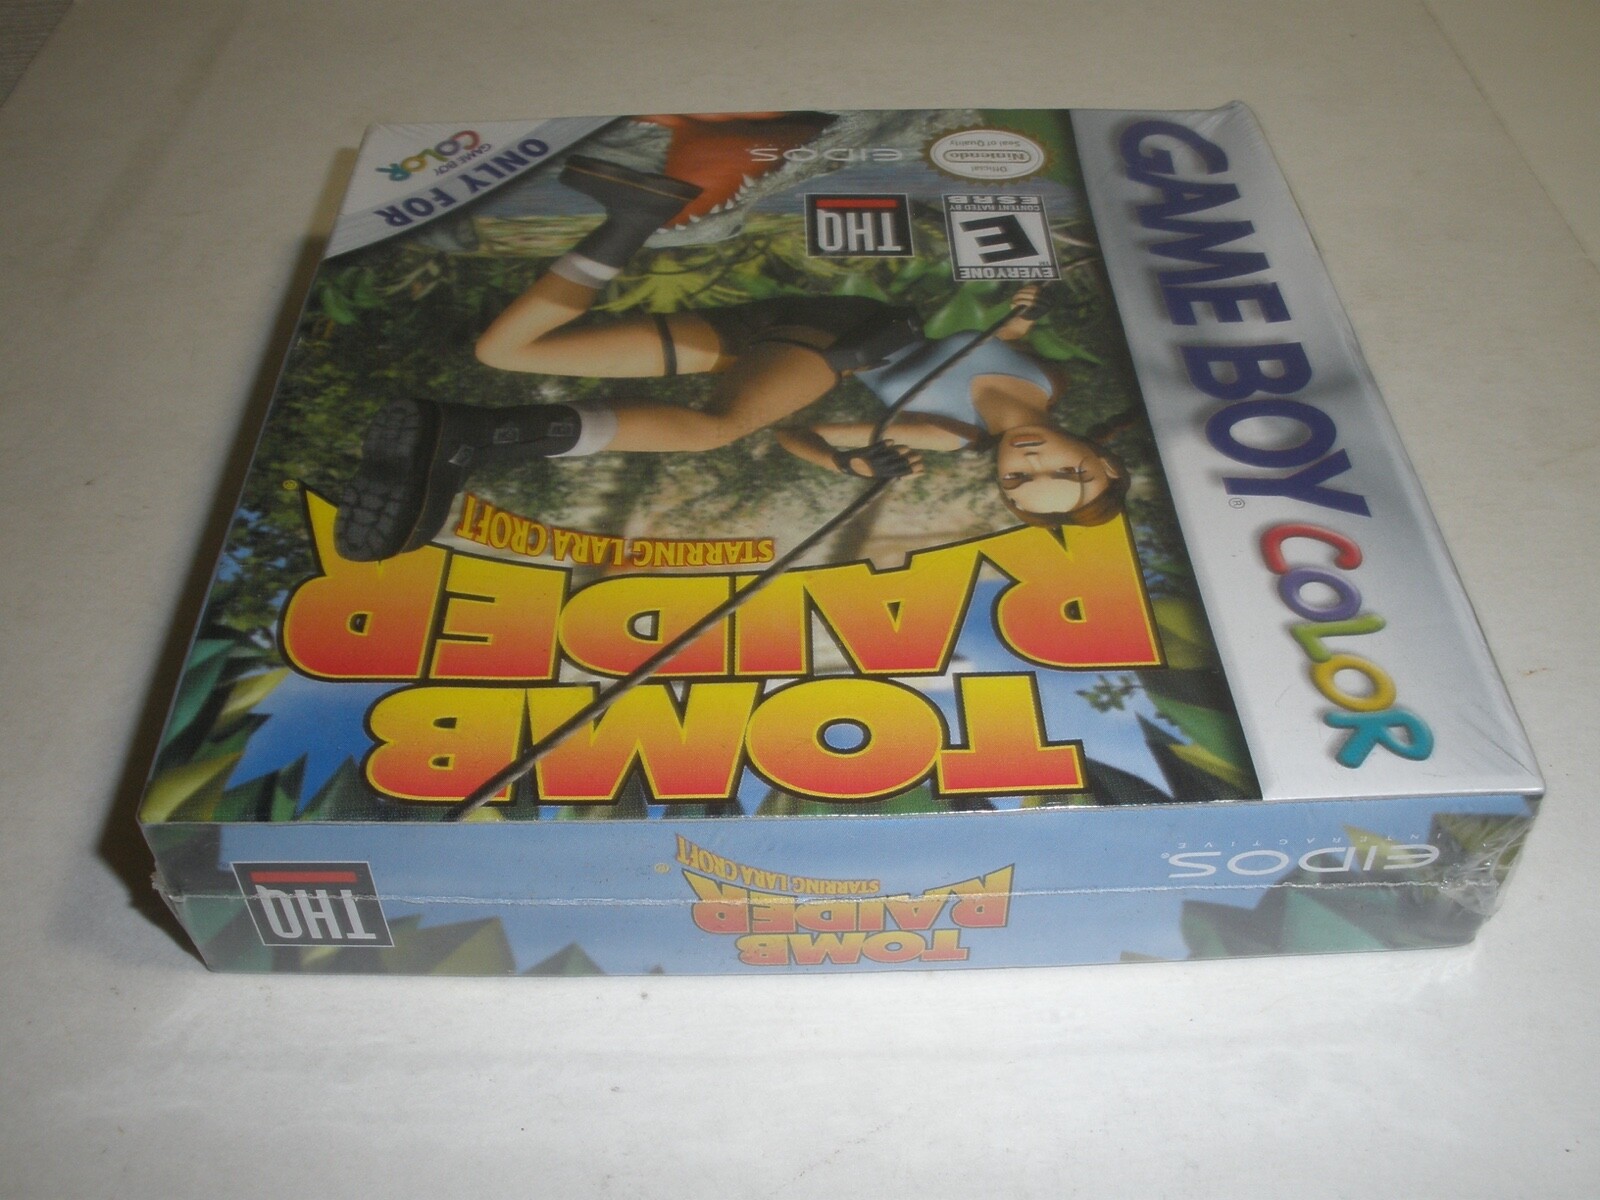 GAME BOY COLOR
®
TOMB
RAIDER
®
STARRING LARA CROFT
EVERYONE
TM
E
CONTENT RATED BY
ESRB
THQ
Official
Nintendo
Seal of Quality
EIDOS
ONLY FOR
GAME BOY
COLOR
EIDOS
INTERACTIVE
®
TOMB
RAIDER
STARRING LARA CROFT
®
THQ